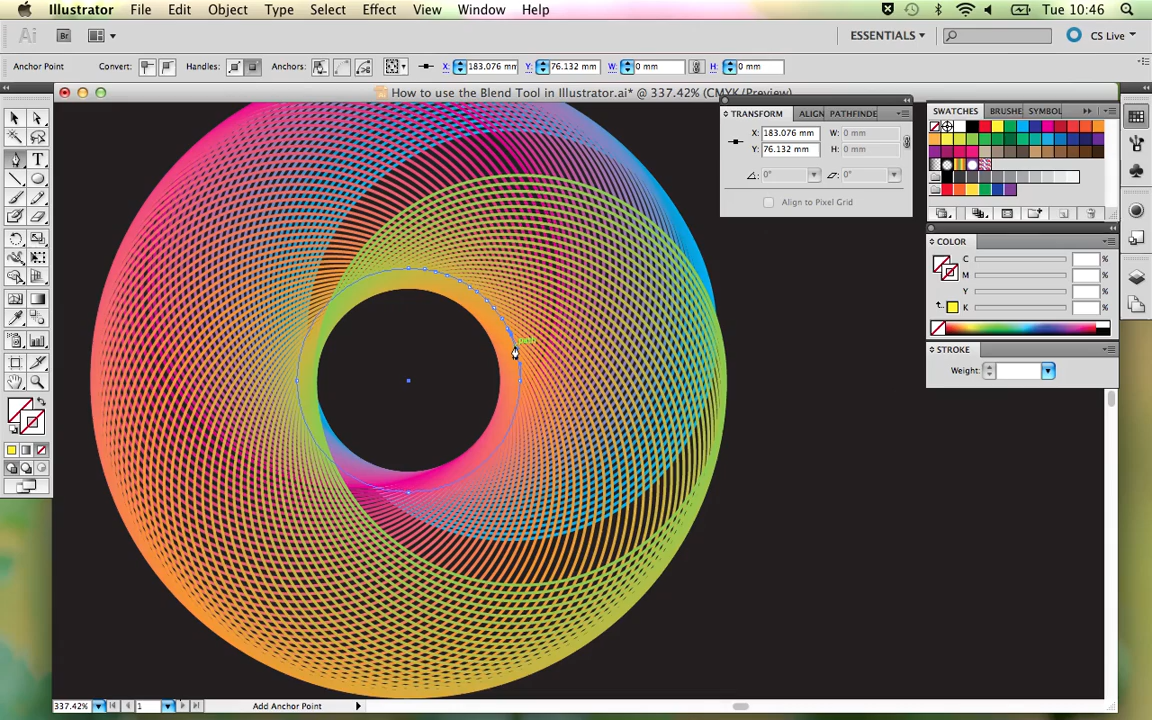 Illustrator File Edit Object Type Select Effect View Window Help Tue 10:46
Ai Br ESSENTIALS CS Live
Anchor Point Convert: Handles: Anchors: X: 183.076 mm Y: 76.132 mm W: 0 mm H: 0 mm
How to use the Blend Tool in Illustrator.ai* @ 337.42% (CMYK/Preview)
TRANSFORM ALIGN PATHFINDE
X: 183.076 mm W: 0 mm
Y: 76.132 mm H: 0 mm
0° 0°
Align to Pixel Grid
SWATCHES BRUSHE SYMBOL
COLOR
C %
M %
Y %
K %
STROKE
Weight:
path
T
337.42% 1 Add Anchor Point